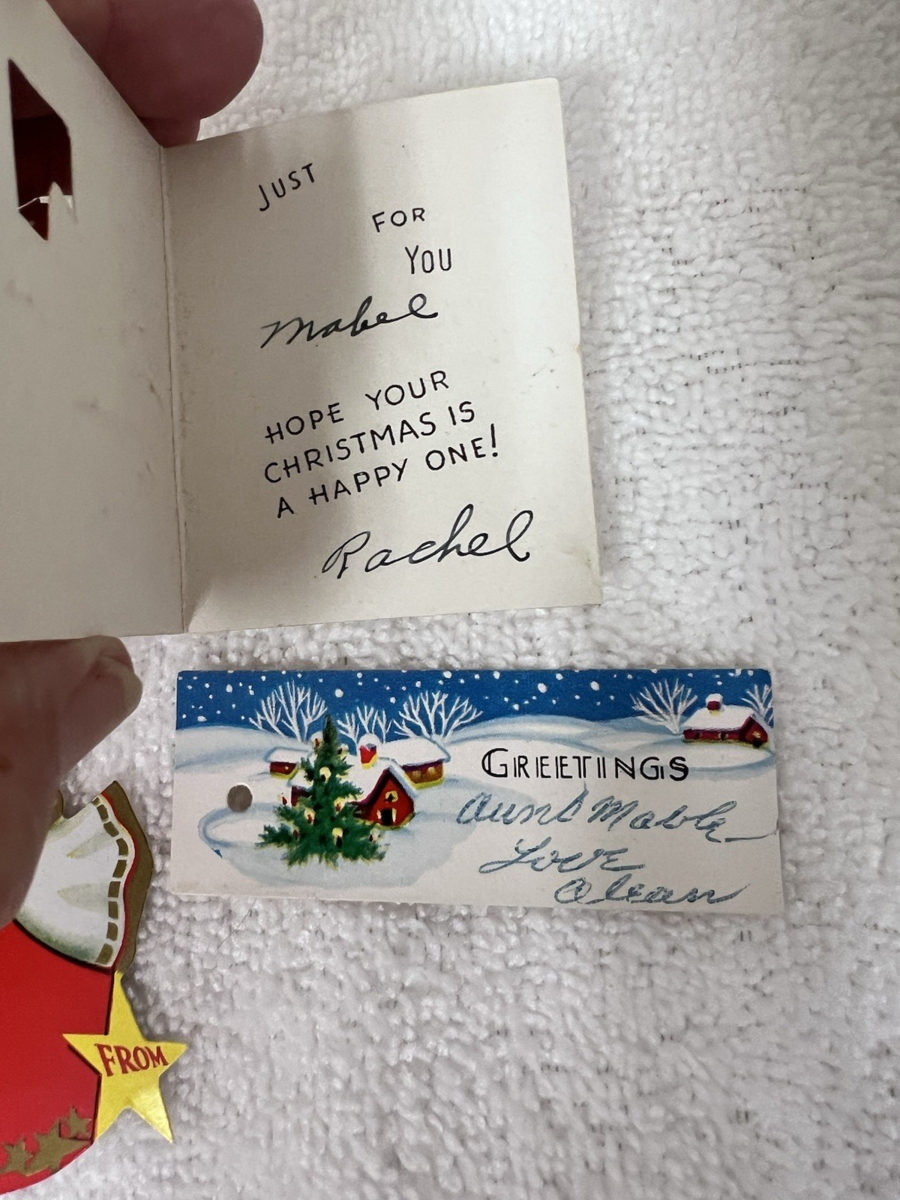 JUST
FOR
YOU
Mabel
HOPE YOUR
CHRISTMAS IS
A HAPPY ONE!
Rachel
GREETINGS
Aunt Mable
Love
FROM